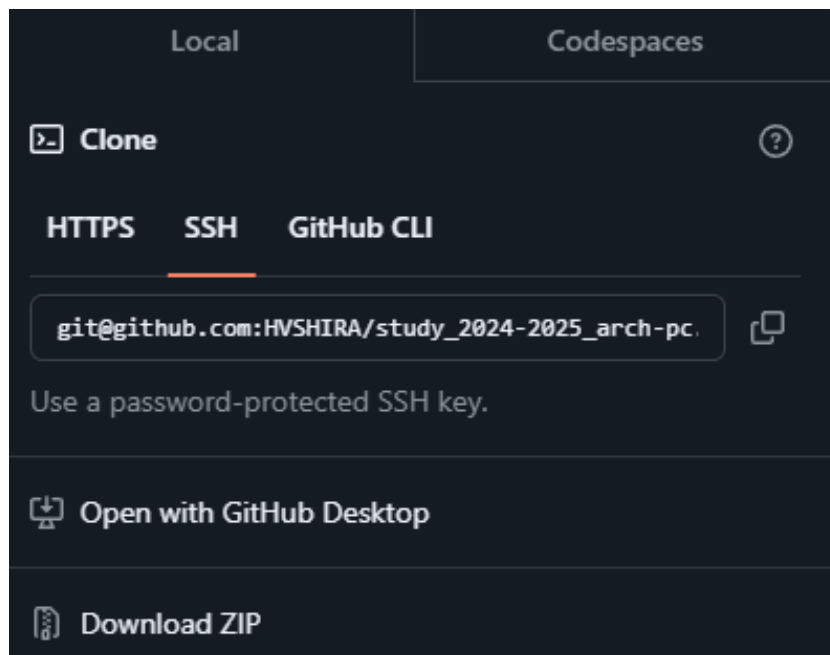 Local Codespaces
Clone
HTTPS SSH GitHub CLI
git@github.com:HVSHIRA/study_2024-2025_arch-pc.
Use a password-protected SSH key.
Open with GitHub Desktop
Download ZIP